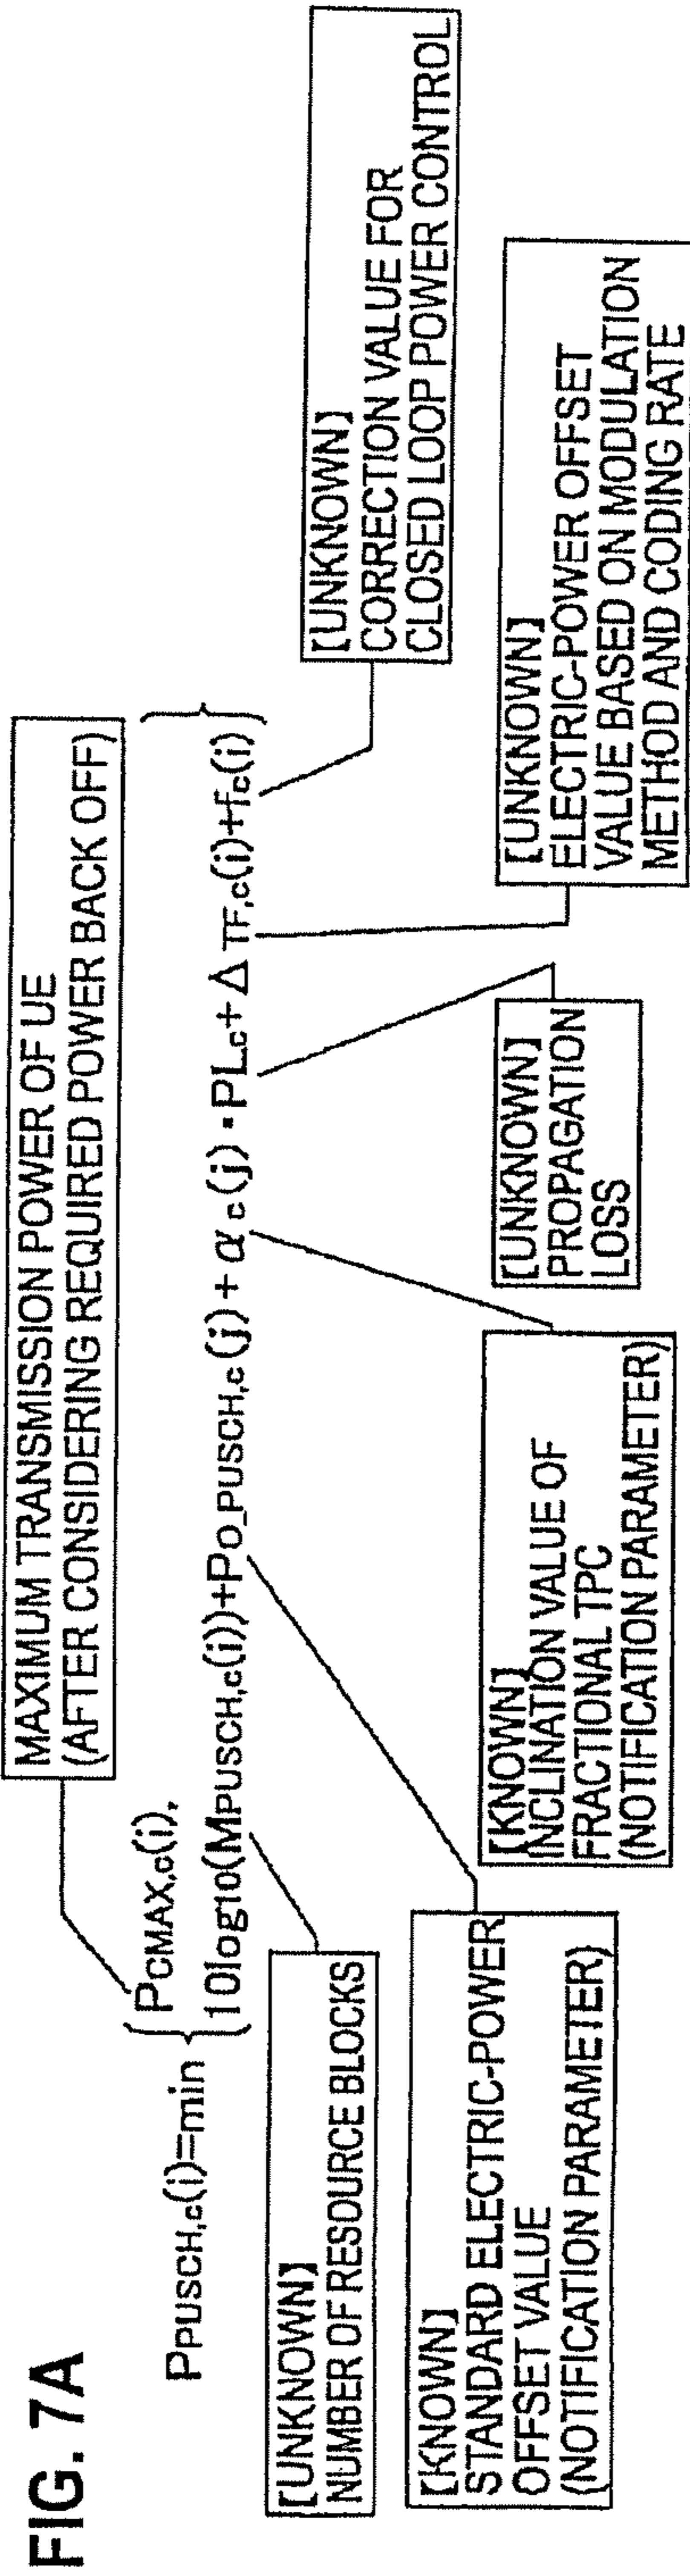 FIG. 7A
MAXIMUM TRANSMISSION POWER OF UE
(AFTER CONSIDERING REQUIRED POWER BACK OFF)
PPUSCH,c(i)=min
PCMAX,c(i),
10log10(MPUSCH,c(i))+PO_PUSCH,c(j)+αc(j)・PLc+ΔTF,c(i)+fc(i)
[UNKNOWN]
NUMBER OF RESOURCE BLOCKS
[KNOWN]
STANDARD ELECTRIC-POWER
OFFSET VALUE
(NOTIFICATION PARAMETER)
[KNOWN]
INCLINATION VALUE OF
FRACTIONAL TPC
(NOTIFICATION PARAMETER)
[UNKNOWN]
PROPAGATION
LOSS
[UNKNOWN]
ELECTRIC-POWER OFFSET
VALUE BASED ON MODULATION
METHOD AND CODING RATE
[UNKNOWN]
CORRECTION VALUE FOR
CLOSED LOOP POWER CONTROL